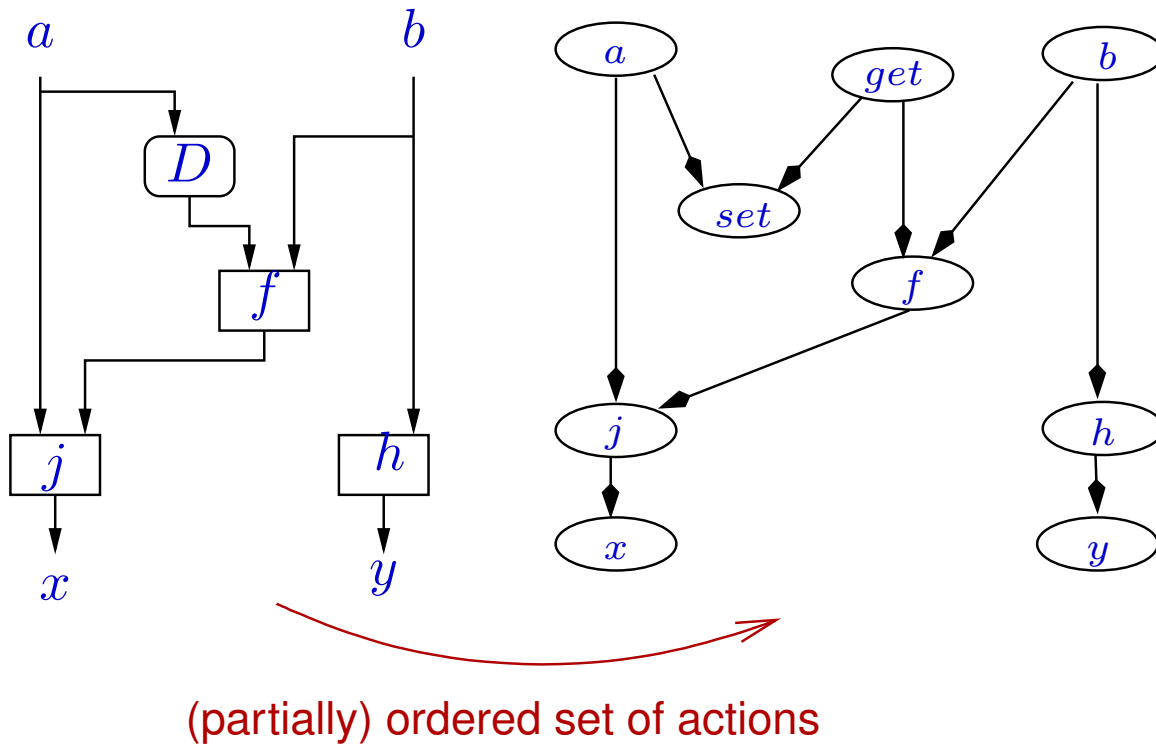 a b
D
f
j h
x y
a get b
set
f
j h
x y
(partially) ordered set of actions